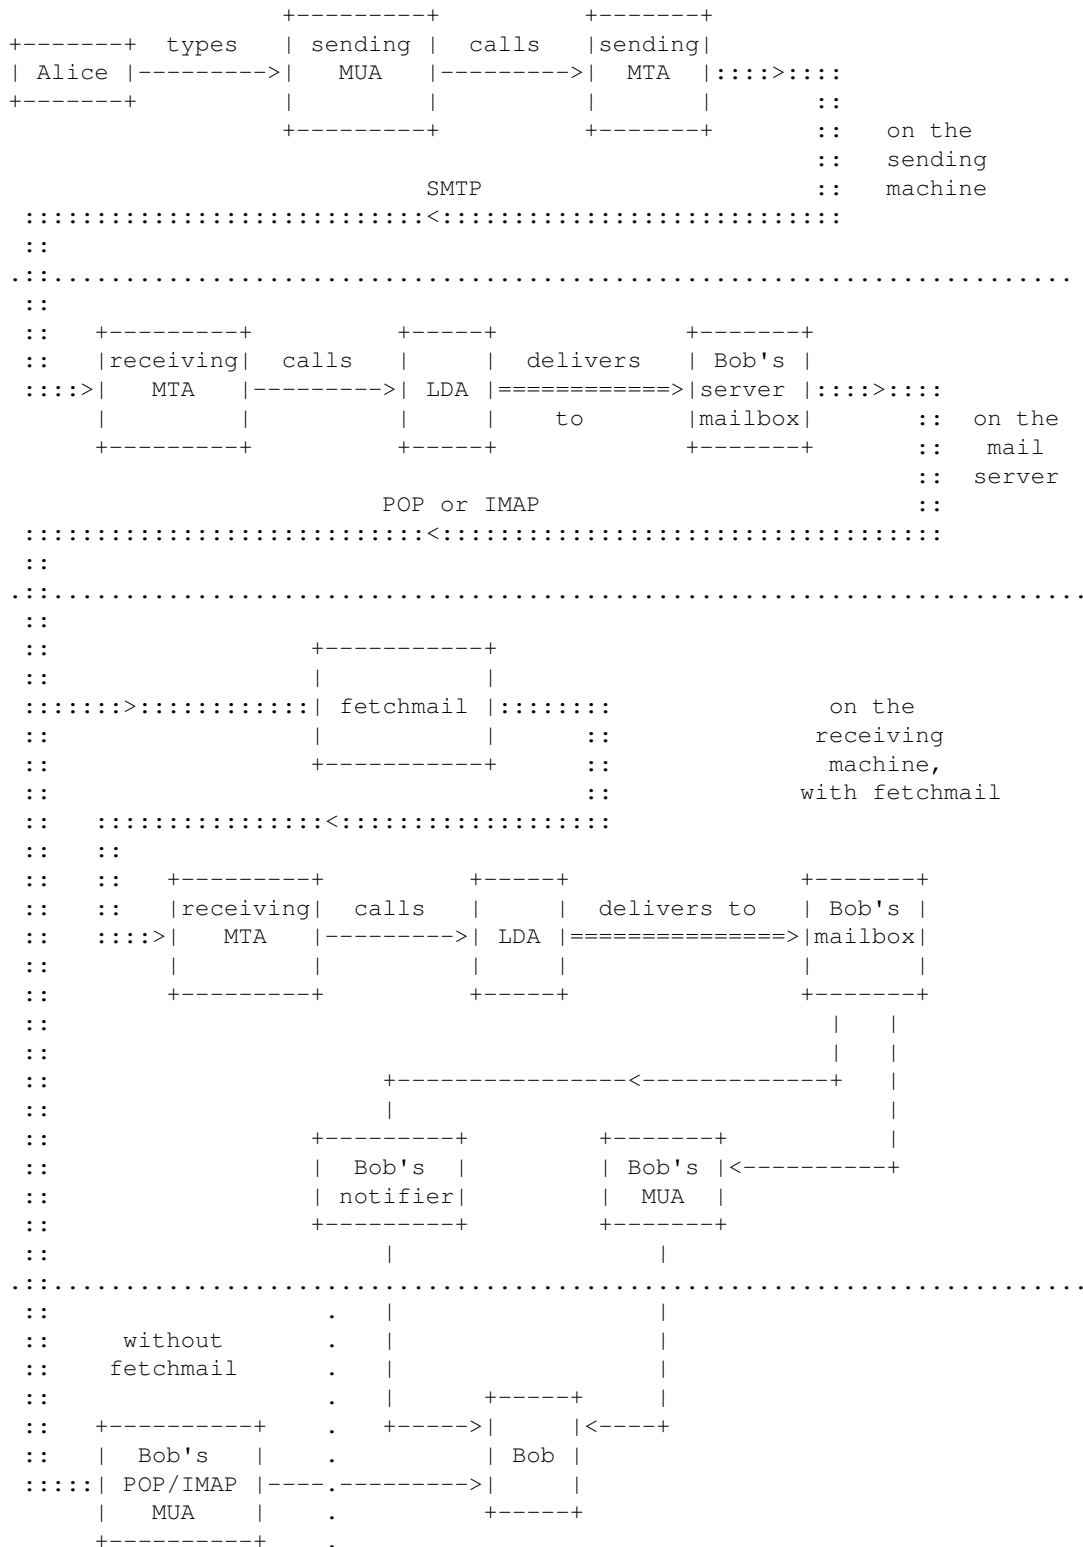 types sending calls sending
Alice MUA MTA
on the
sending
SMTP machine
receiving calls delivers Bob's
MTA LDA server
to mailbox on the
mail
server
POP or IMAP
fetchmail on the
receiving
machine,
with fetchmail
receiving calls delivers to Bob's
MTA LDA mailbox
Bob's Bob's
notifier MUA
without
fetchmail
Bob's Bob
POP/IMAP
MUA